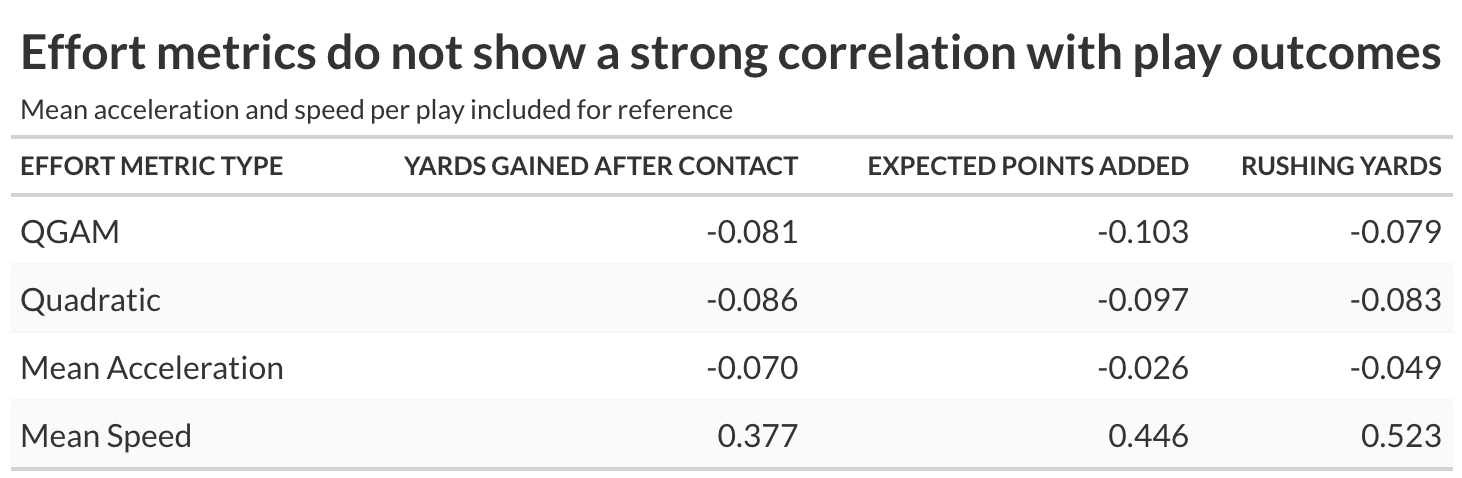 Effort metrics do not show a strong correlation with play outcomes
Mean acceleration and speed per play included for reference
EFFORT METRIC TYPE YARDS GAINED AFTER CONTACT EXPECTED POINTS ADDED RUSHING YARDS
QGAM -0.081 -0.103 -0.079
Quadratic -0.086 -0.097 -0.083
Mean Acceleration -0.070 -0.026 -0.049
Mean Speed 0.377 0.446 0.523